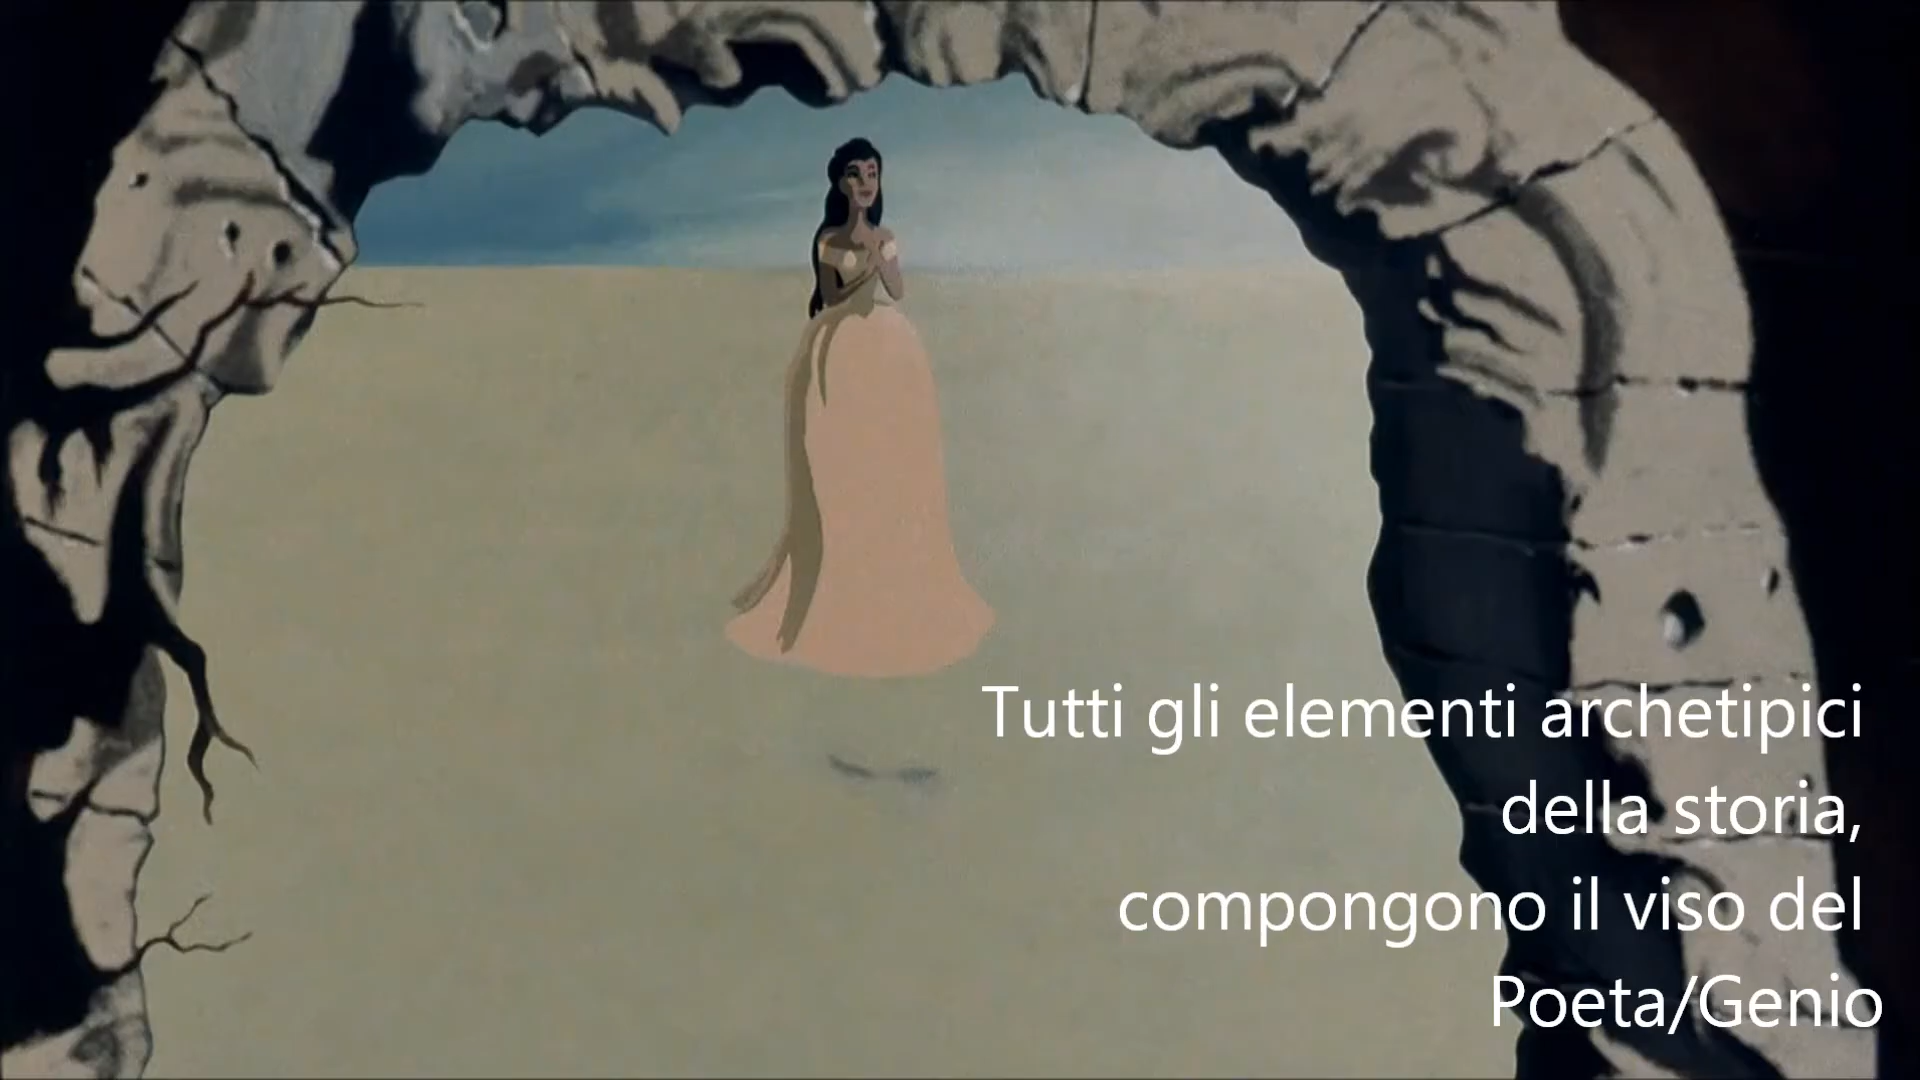 Tutti gli elementi archetipici
della storia,
compongono il viso del
Poeta/Genio